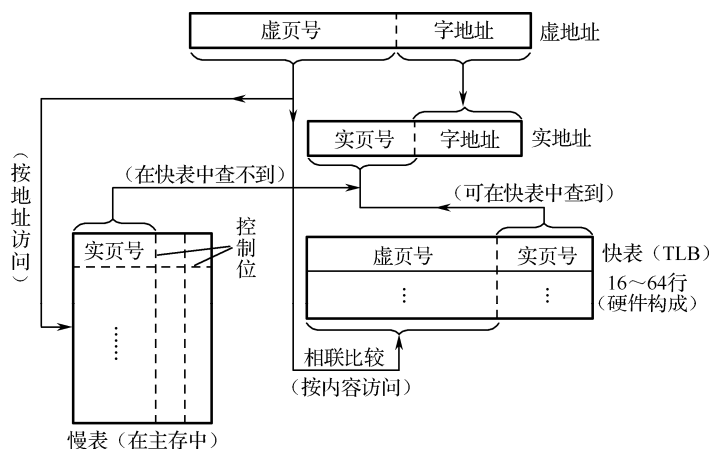 虚页号 字地址 虚地址
实页号 字地址 实地址
(按地址访问)
(在快表中查不到)
(可在快表中查到)
实页号
控制位
虚页号 实页号 快表（TLB）
16～64行
(硬件构成)
⋮ ⋮
……
相联比较
(按内容访问)
慢表（在主存中）